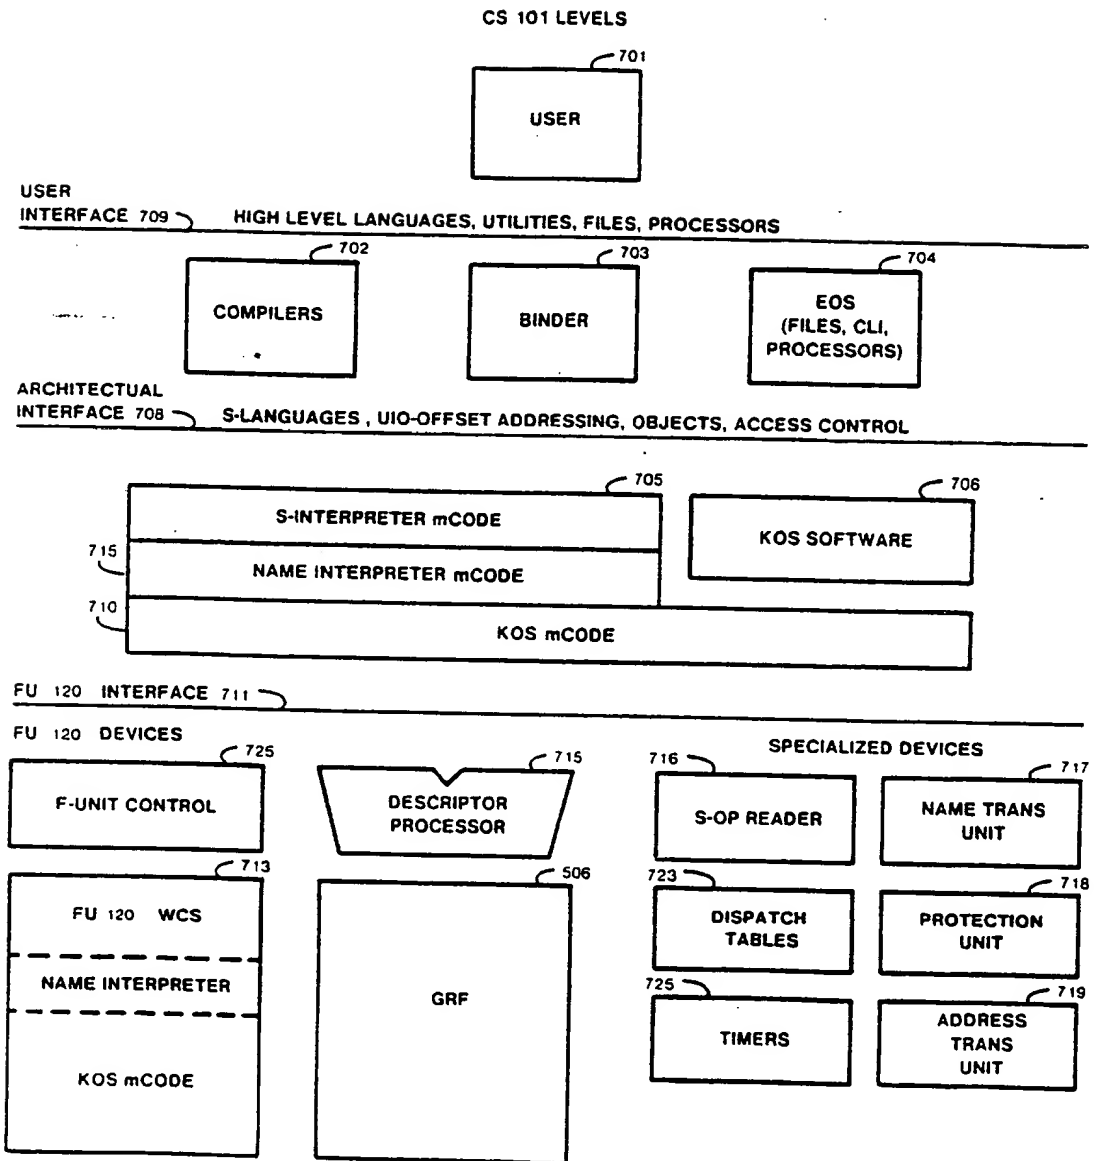 CS 101 LEVELS
701
USER
USER
INTERFACE 709
HIGH LEVEL LANGUAGES, UTILITIES, FILES, PROCESSORS
702
703
704
COMPILERS
BINDER
EOS
(FILES, CLI,
PROCESSORS)
ARCHITECTUAL
INTERFACE 708
S-LANGUAGES , UIO-OFFSET ADDRESSING, OBJECTS, ACCESS CONTROL
705
706
S-INTERPRETER mCODE
KOS SOFTWARE
715
NAME INTERPRETER mCODE
710
KOS mCODE
FU 120 INTERFACE 711
FU 120 DEVICES
SPECIALIZED DEVICES
725
715
716
717
F-UNIT CONTROL
DESCRIPTOR
PROCESSOR
S-OP READER
NAME TRANS
UNIT
713
506
723
718
FU 120 WCS
DISPATCH
TABLES
PROTECTION
UNIT
NAME INTERPRETER
GRF
725
719
TIMERS
ADDRESS
TRANS
UNIT
KOS mCODE